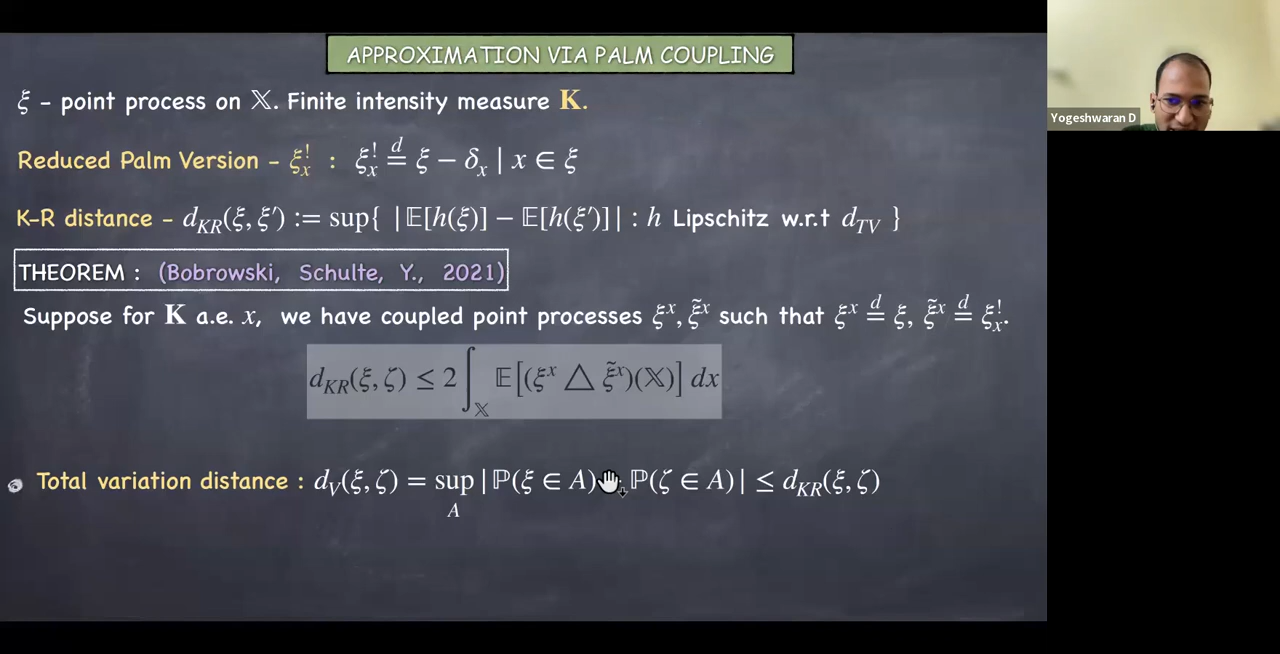 APPROXIMATION VIA PALM COUPLING
ξ - point process on 𝕏. Finite intensity measure K.
Yogeshwaran D
Reduced Palm Version - ξₓ^! : ξₓ^! =^d ξ − δₓ | x ∈ ξ
K-R distance - d_KR(ξ, ξ′) := sup{ |𝔼[h(ξ)] − 𝔼[h(ξ′)]| : h Lipschitz w.r.t d_TV }
THEOREM : (Bobrowski, Schulte, Y., 2021)
Suppose for K a.e. x, we have coupled point processes ξ^x, ξ̃^x such that ξ^x =^d ξ, ξ̃^x =^d ξₓ^!.
d_KR(ξ, ζ) ≤ 2 ∫_𝕏 𝔼[(ξ^x △ ξ̃^x)(𝕏)] dx
Total variation distance : d_V(ξ, ζ) = sup_A |ℙ(ξ ∈ A) ℙ(ζ ∈ A)| ≤ d_KR(ξ, ζ)